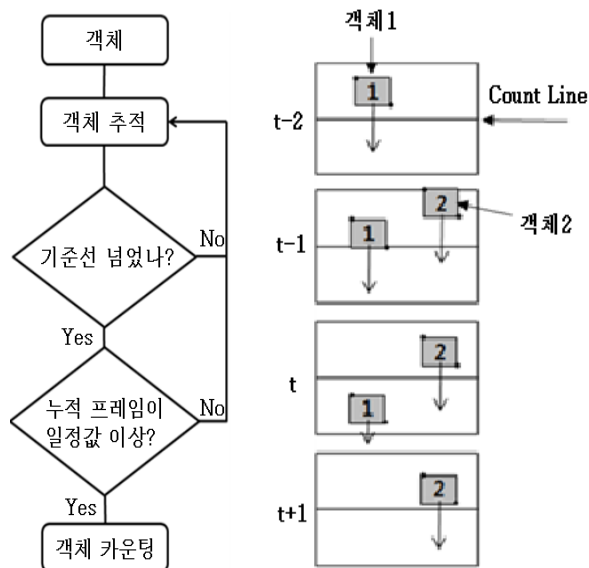 객체
객체 추적
기준선 넘었나?
No
Yes
누적 프레임이
일정값 이상?
No
Yes
객체 카운팅
객체1
1
t-2
Count Line
2
1
t-1
객체2
2
t
1
2
t+1